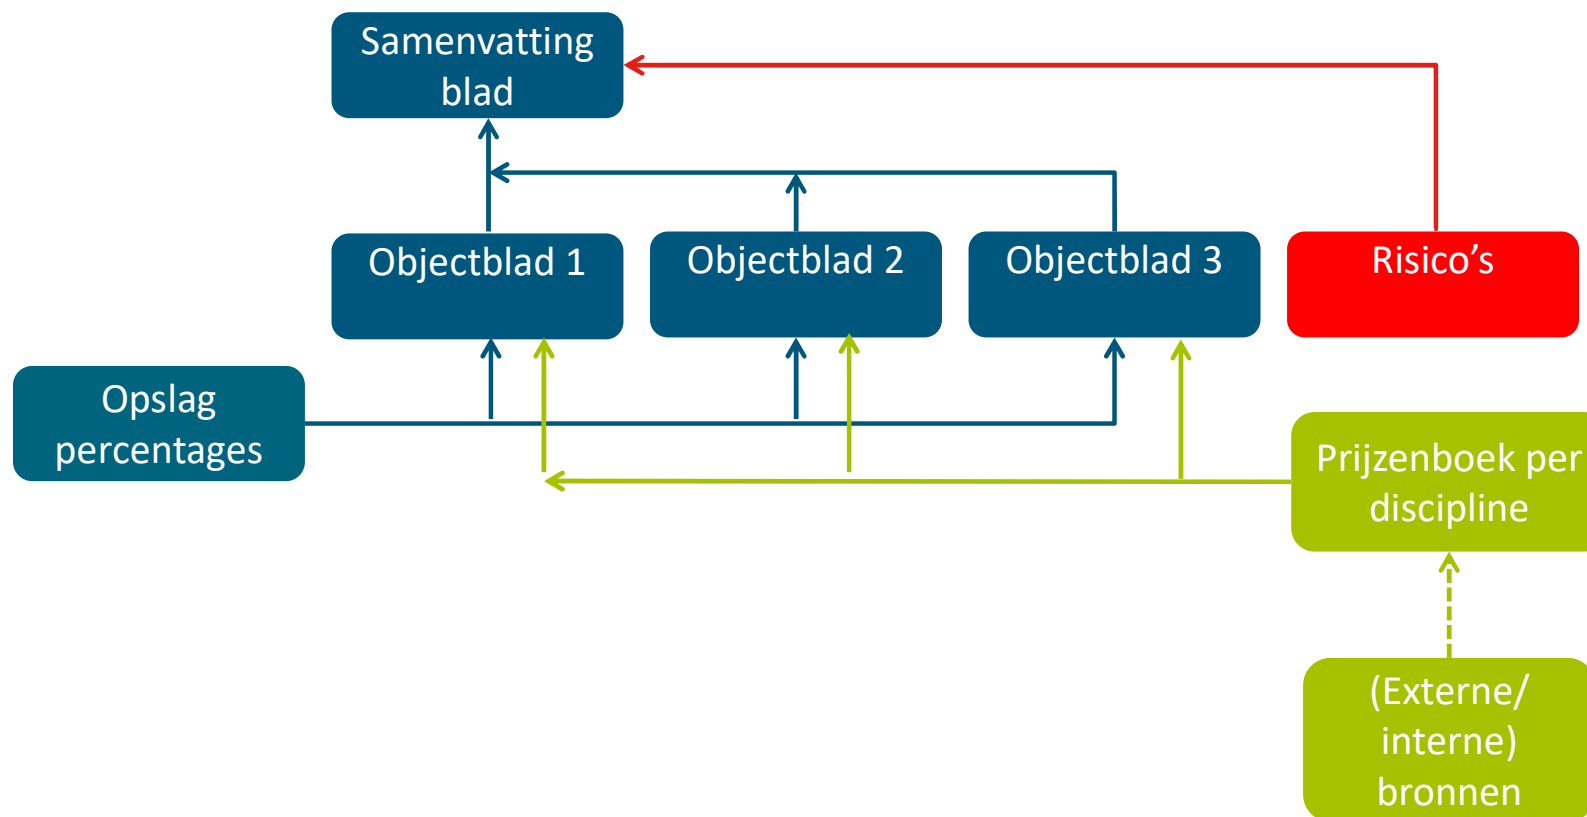 Samenvatting
blad
Objectblad 1
Objectblad 2
Objectblad 3
Risico’s
Opslag
percentages
Prijzenboek per
discipline
(Externe/
interne)
bronnen